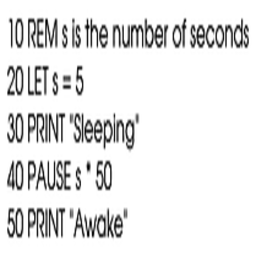 10 REM s is the number of seconds
20 LET s = 5
30 PRINT "Sleeping"
40 PAUSE s * 50
50 PRINT "Awake"